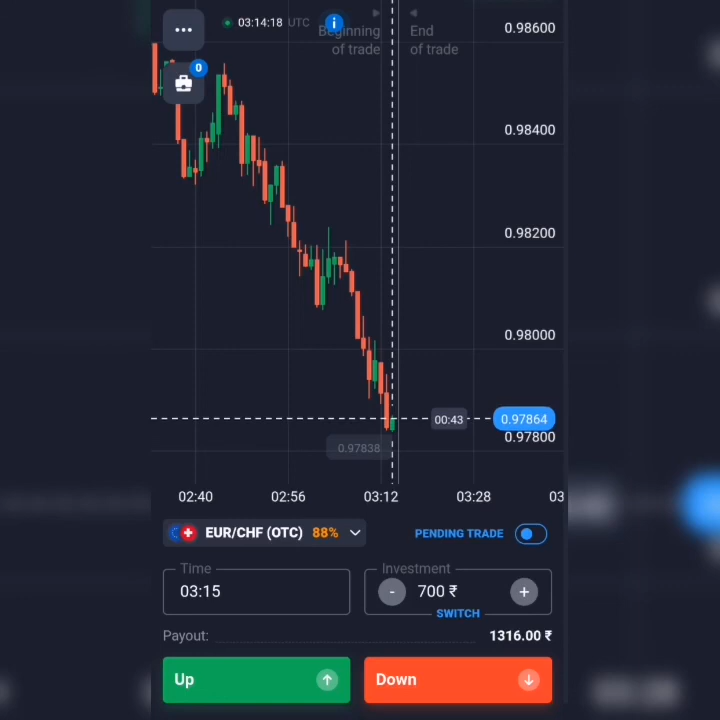 ... 03:14:18 UTC i
Beginning
of trade
End
of trade
0
0.98600
0.98400
0.98200
0.98000
00:43
0.97864
0.97800
0.97838
02:40 02:56 03:12 03:28 03
EUR/CHF (OTC) 88% PENDING TRADE
Time
03:15
Investment
- 700 ₹ +
SWITCH
Payout: 1316.00 ₹
Up
Down